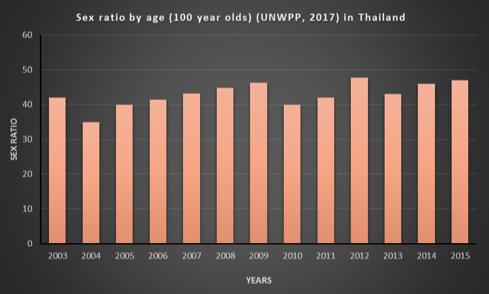 Sex ratio by age (100 year olds) (UNWPP, 2017) in Thailand
60
50
40
30
20
10
0
SEX RATIO
2003 2004 2005 2006 2007 2008 2009 2010 2011 2012 2013 2014 2015
YEARS